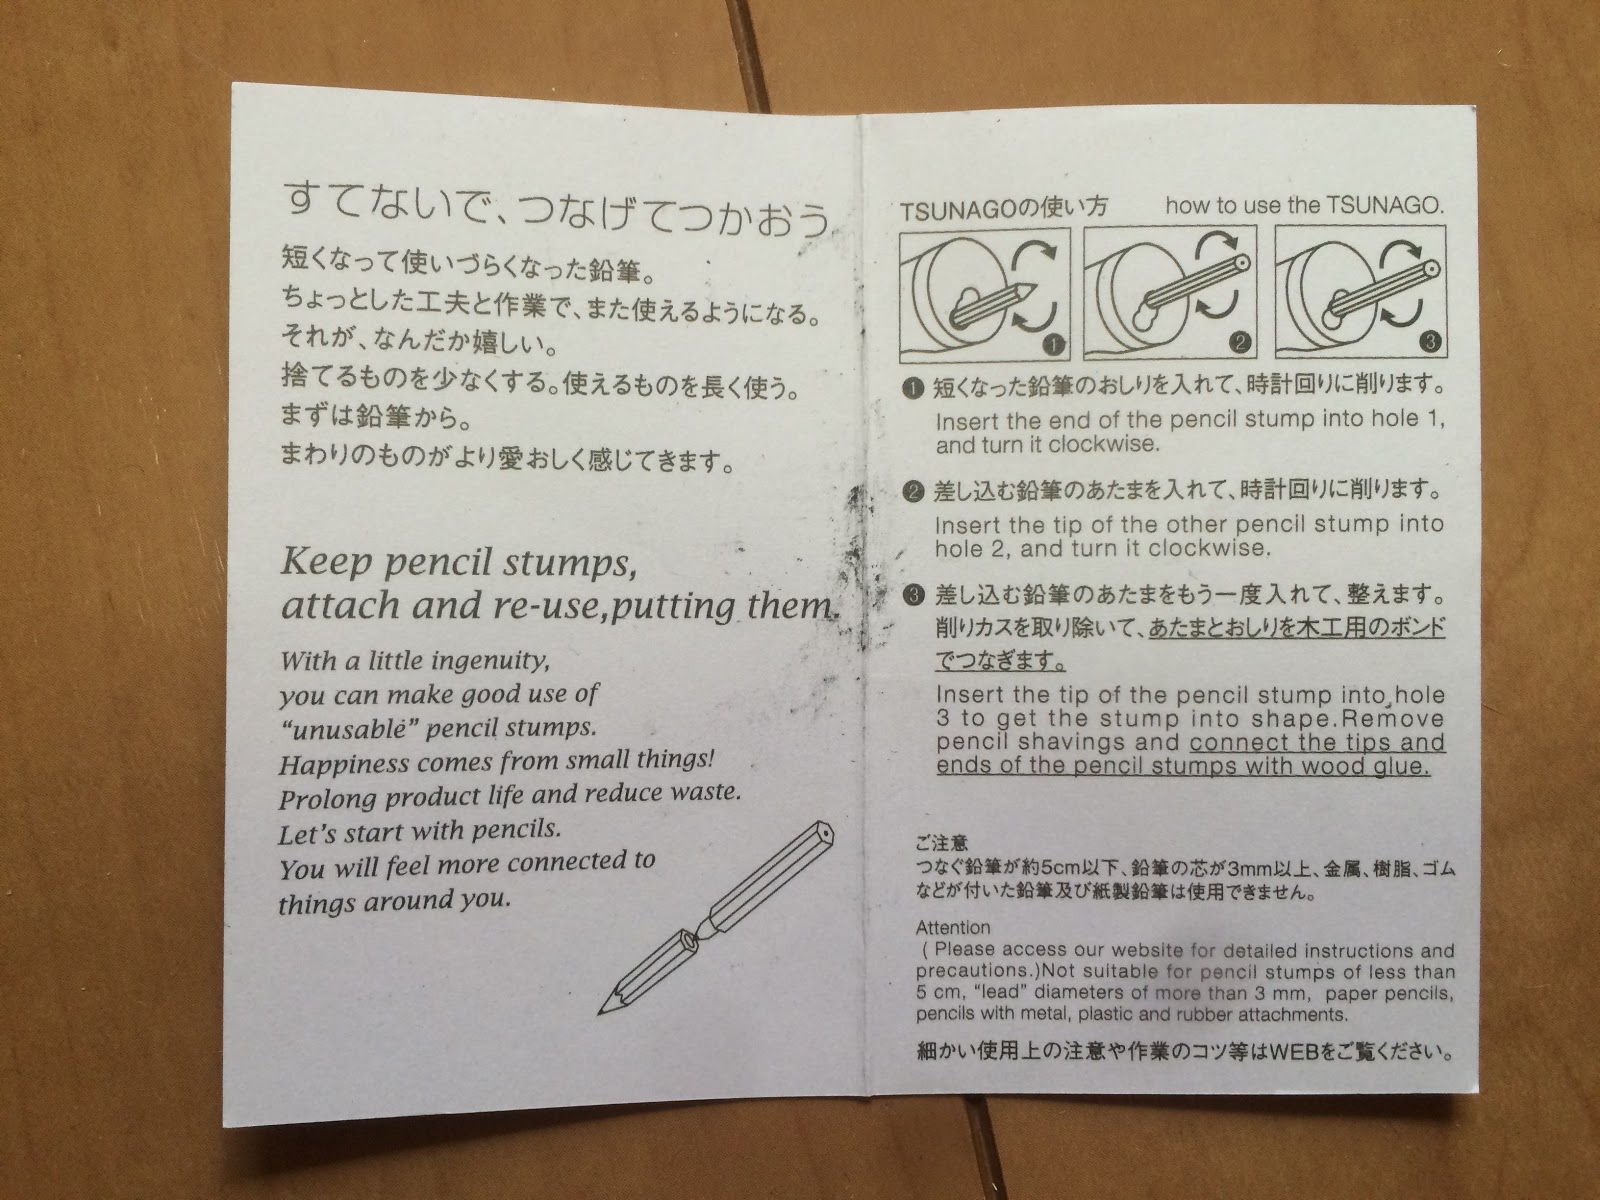 すてないで、つなげてつかおう
短くなって使いづらくなった鉛筆。
ちょっとした工夫と作業で、また使えるようになる。
それが、なんだか嬉しい。
捨てるものを少なくする。使えるものを長く使う。
まずは鉛筆から。
まわりのものがより愛おしく感じてきます。
Keep pencil stumps,
attach and re-use,putting them.
With a little ingenuity,
you can make good use of
“unusable” pencil stumps.
Happiness comes from small things!
Prolong product life and reduce waste.
Let’s start with pencils.
You will feel more connected to
things around you.
TSUNAGOの使い方 how to use the TSUNAGO.
1 2 3
❶ 短くなった鉛筆のおしりを入れて、時計回りに削ります。
Insert the end of the pencil stump into hole 1,
and turn it clockwise.
❷ 差し込む鉛筆のあたまを入れて、時計回りに削ります。
Insert the tip of the other pencil stump into
hole 2, and turn it clockwise.
❸ 差し込む鉛筆のあたまをもう一度入れて、整えます。
削りカスを取り除いて、あたまとおしりを木工用のボンド
でつなぎます。
Insert the tip of the pencil stump into hole
3 to get the stump into shape.Remove
pencil shavings and connect the tips and
ends of the pencil stumps with wood glue.
ご注意
つなぐ鉛筆が約5cm以下、鉛筆の芯が3mm以上、金属、樹脂、ゴム
などが付いた鉛筆及び紙製鉛筆は使用できません。
Attention
( Please access our website for detailed instructions and
precautions.)Not suitable for pencil stumps of less than
5 cm, “lead” diameters of more than 3 mm, paper pencils,
pencils with metal, plastic and rubber attachments.
細かい使用上の注意や作業のコツ等はWEBをご覧ください。